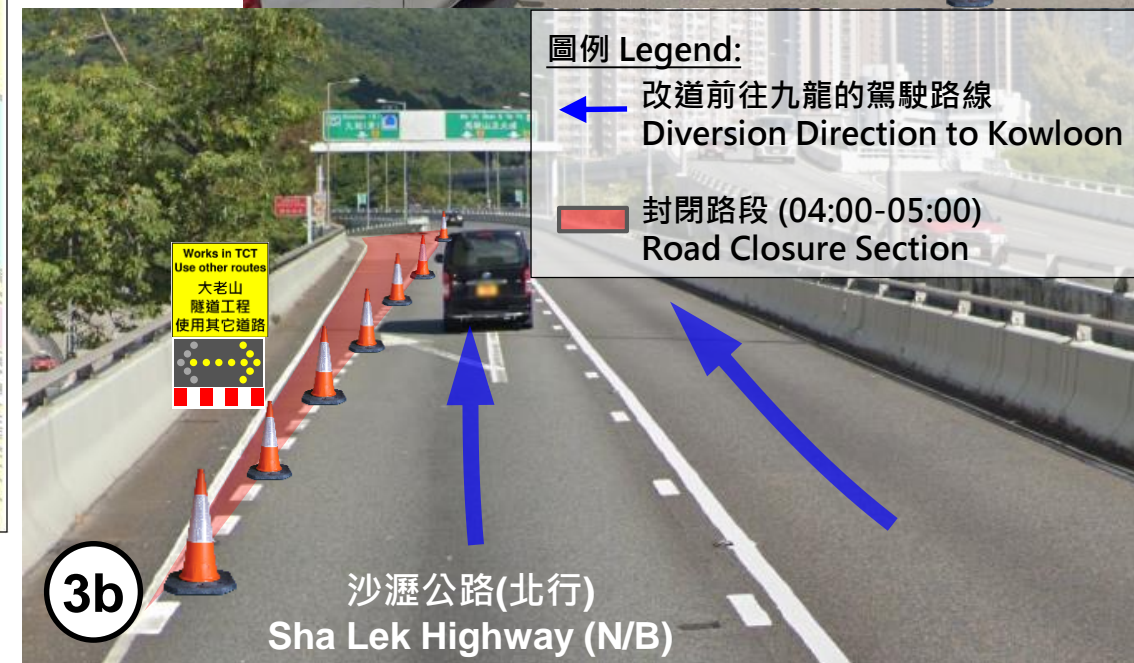 圖例 Legend:
改道前往九龍的駕駛路線
Diversion Direction to Kowloon
封閉路段 (04:00-05:00)
Road Closure Section
Works in TCT
Use other routes
大老山
隧道工程
使用其它道路
3b
沙瀝公路(北行)
Sha Lek Highway (N/B)